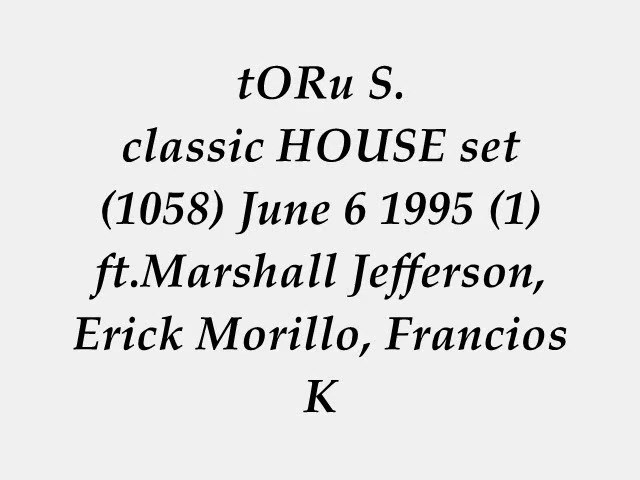 tORu S.
classic HOUSE set
(1058) June 6 1995 (1)
ft.Marshall Jefferson,
Erick Morillo, Francios
K